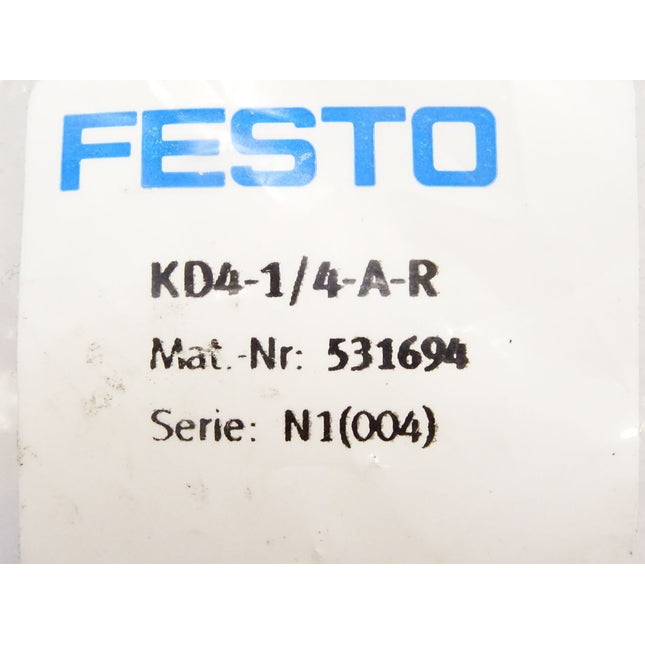 FESTO
KD4-1/4-A-R
Mat.-Nr: 531694
Serie: N1(004)